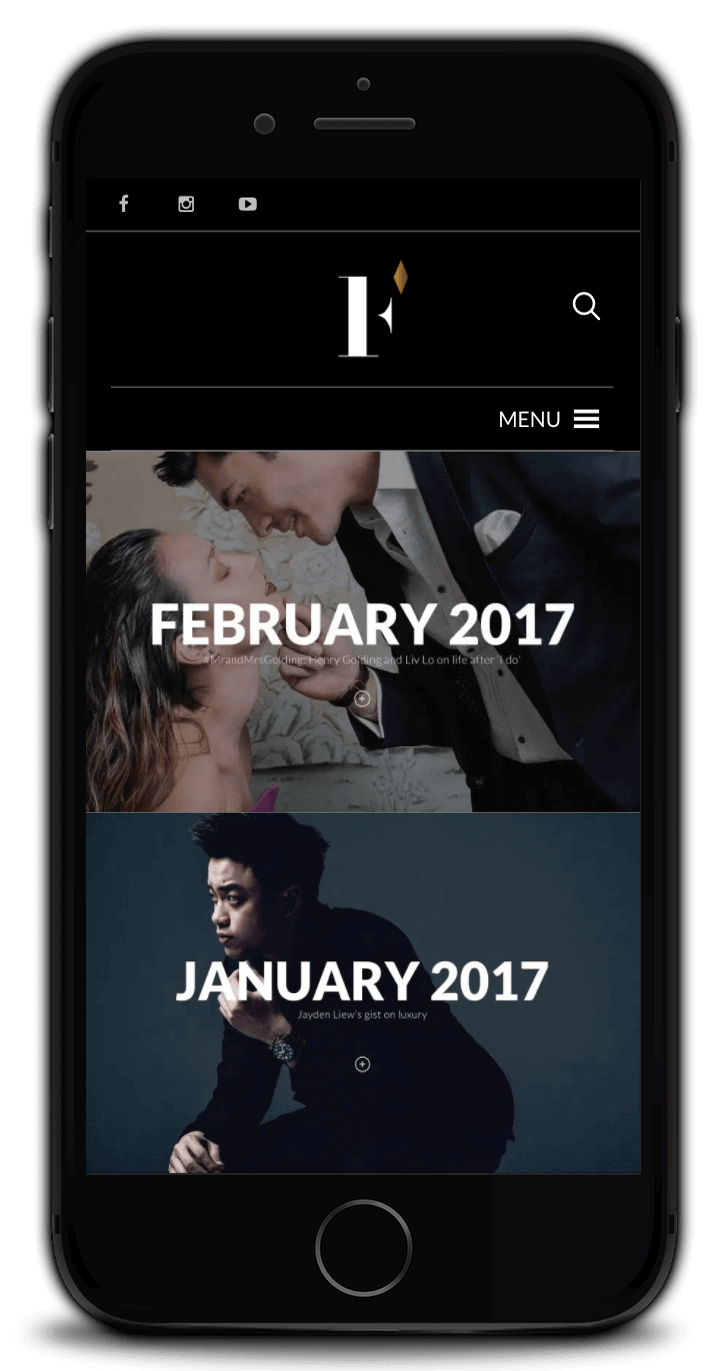 F
MENU
FEBRUARY 2017
#MrandMrsGolding: Henry Golding and Liv Lo on life after 'I do'
JANUARY 2017
Jayden Liew's gist on luxury